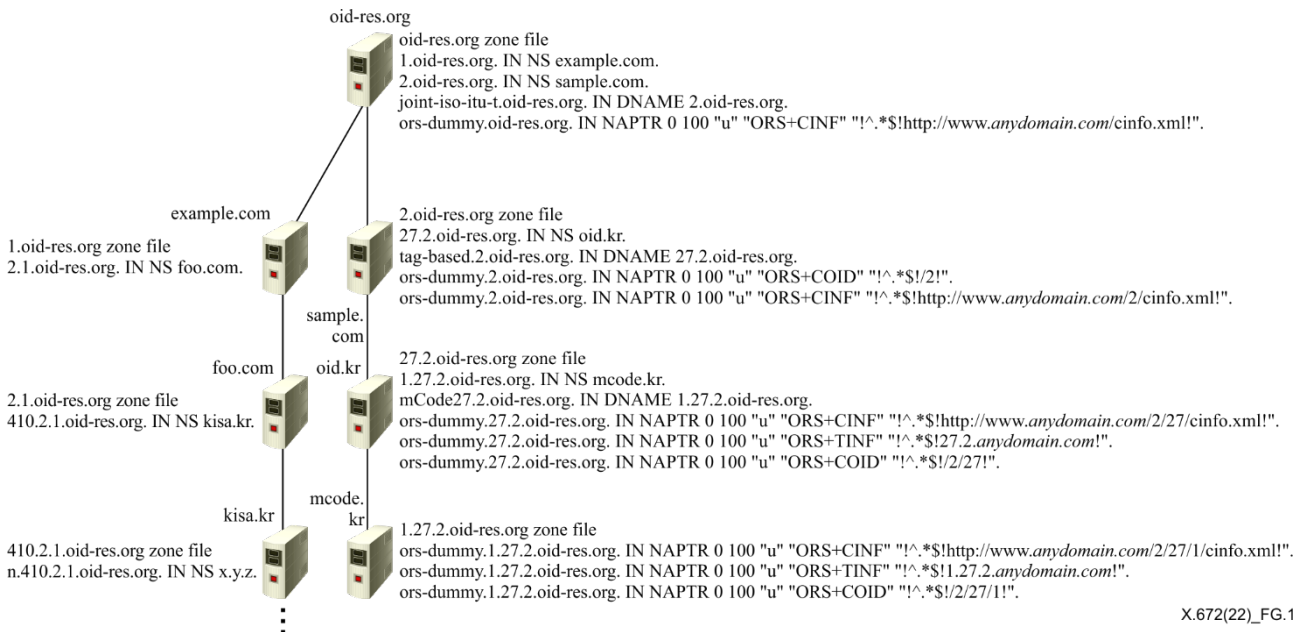 oid-res.org
oid-res.org zone file
1.oid-res.org. IN NS example.com.
2.oid-res.org. IN NS sample.com.
joint-iso-itu-t.oid-res.org. IN DNAME 2.oid-res.org.
ors-dummy.oid-res.org. IN NAPTR 0 100 "u" "ORS+CINF" "!^.*$!http://www.anydomain.com/cinfo.xml!".
example.com
1.oid-res.org zone file
2.1.oid-res.org. IN NS foo.com.
2.oid-res.org zone file
27.2.oid-res.org. IN NS oid.kr.
tag-based.2.oid-res.org. IN DNAME 27.2.oid-res.org.
ors-dummy.2.oid-res.org. IN NAPTR 0 100 "u" "ORS+COID" "!^.*$!/2!".
ors-dummy.2.oid-res.org. IN NAPTR 0 100 "u" "ORS+CINF" "!^.*$!http://www.anydomain.com/2/cinfo.xml!".
sample.
com
foo.com
2.1.oid-res.org zone file
410.2.1.oid-res.org. IN NS kisa.kr.
oid.kr
27.2.oid-res.org zone file
1.27.2.oid-res.org. IN NS mcode.kr.
mCode27.2.oid-res.org. IN DNAME 1.27.2.oid-res.org.
ors-dummy.27.2.oid-res.org. IN NAPTR 0 100 "u" "ORS+CINF" "!^.*$!http://www.anydomain.com/2/27/cinfo.xml!".
ors-dummy.27.2.oid-res.org. IN NAPTR 0 100 "u" "ORS+TINF" "!^.*$!27.2.anydomain.com!".
ors-dummy.27.2.oid-res.org. IN NAPTR 0 100 "u" "ORS+COID" "!^.*$!/2/27!".
kisa.kr
410.2.1.oid-res.org zone file
n.410.2.1.oid-res.org. IN NS x.y.z.
mcode.
kr
1.27.2.oid-res.org zone file
ors-dummy.1.27.2.oid-res.org. IN NAPTR 0 100 "u" "ORS+CINF" "!^.*$!http://www.anydomain.com/2/27/1/cinfo.xml!".
ors-dummy.1.27.2.oid-res.org. IN NAPTR 0 100 "u" "ORS+TINF" "!^.*$!1.27.2.anydomain.com!".
ors-dummy.1.27.2.oid-res.org. IN NAPTR 0 100 "u" "ORS+COID" "!^.*$!/2/27/1!".
X.672(22)_FG.1